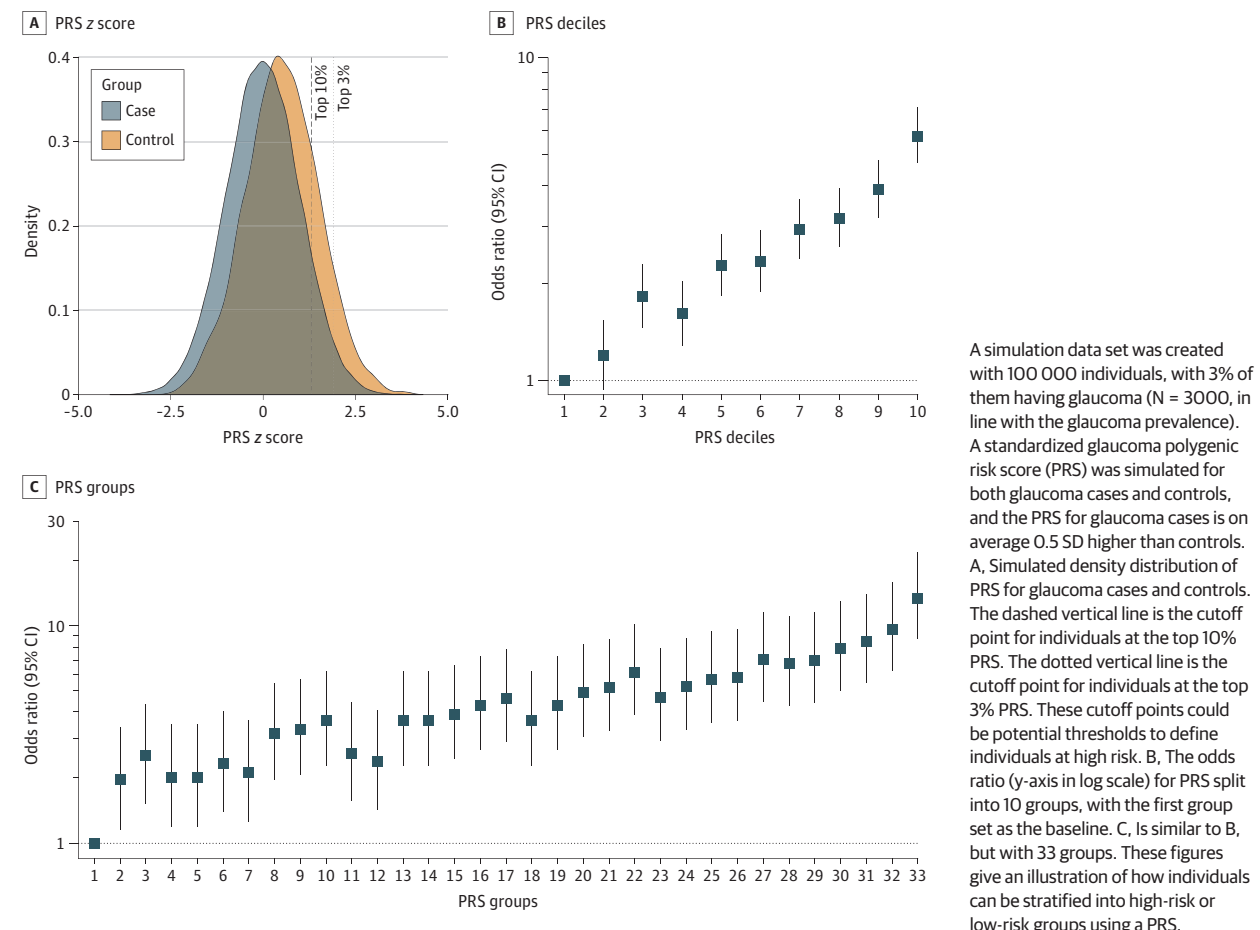 A PRS z score
0.4
0.3
0.2
0.1
0
Density
Group
Case
Control
Top 10%
Top 3%
-5.0 -2.5 0 2.5 5.0
PRS z score
B PRS deciles
10
1
Odds ratio (95% CI)
1 2 3 4 5 6 7 8 9 10
PRS deciles
C PRS groups
30
10
1
Odds ratio (95% CI)
1 2 3 4 5 6 7 8 9 10 11 12 13 14 15 16 17 18 19 20 21 22 23 24 25 26 27 28 29 30 31 32 33
PRS groups
A simulation data set was created
with 100 000 individuals, with 3% of
them having glaucoma (N = 3000, in
line with the glaucoma prevalence).
A standardized glaucoma polygenic
risk score (PRS) was simulated for
both glaucoma cases and controls,
and the PRS for glaucoma cases is on
average 0.5 SD higher than controls.
A, Simulated density distribution of
PRS for glaucoma cases and controls.
The dashed vertical line is the cutoff
point for individuals at the top 10%
PRS. The dotted vertical line is the
cutoff point for individuals at the top
3% PRS. These cutoff points could
be potential thresholds to define
individuals at high risk. B, The odds
ratio (y-axis in log scale) for PRS split
into 10 groups, with the first group
set as the baseline. C, Is similar to B,
but with 33 groups. These figures
give an illustration of how individuals
can be stratified into high-risk or
low-risk groups using a PRS.